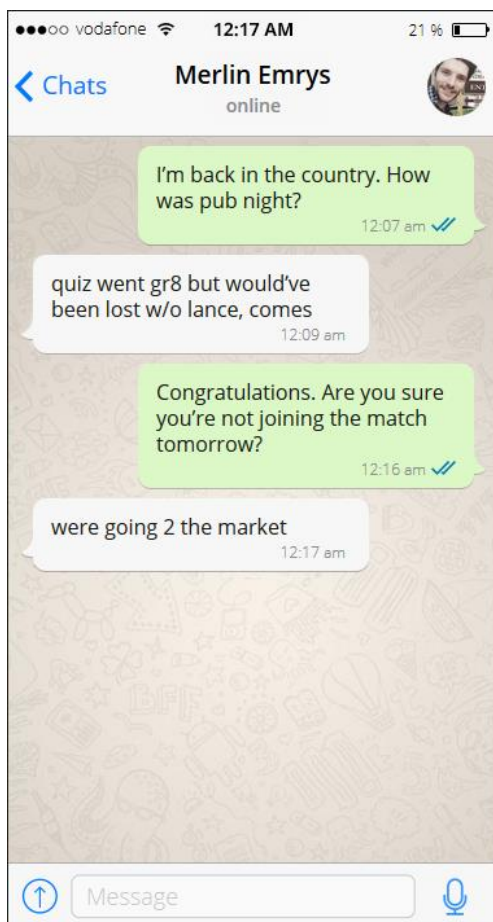 vodafone 12:17 AM 21 %
Chats
Merlin Emrys
online
I’m back in the country. How
was pub night?
12:07 am
quiz went gr8 but would’ve
been lost w/o lance, comes
12:09 am
Congratulations. Are you sure
you’re not joining the match
tomorrow?
12:16 am
were going 2 the market
12:17 am
Message